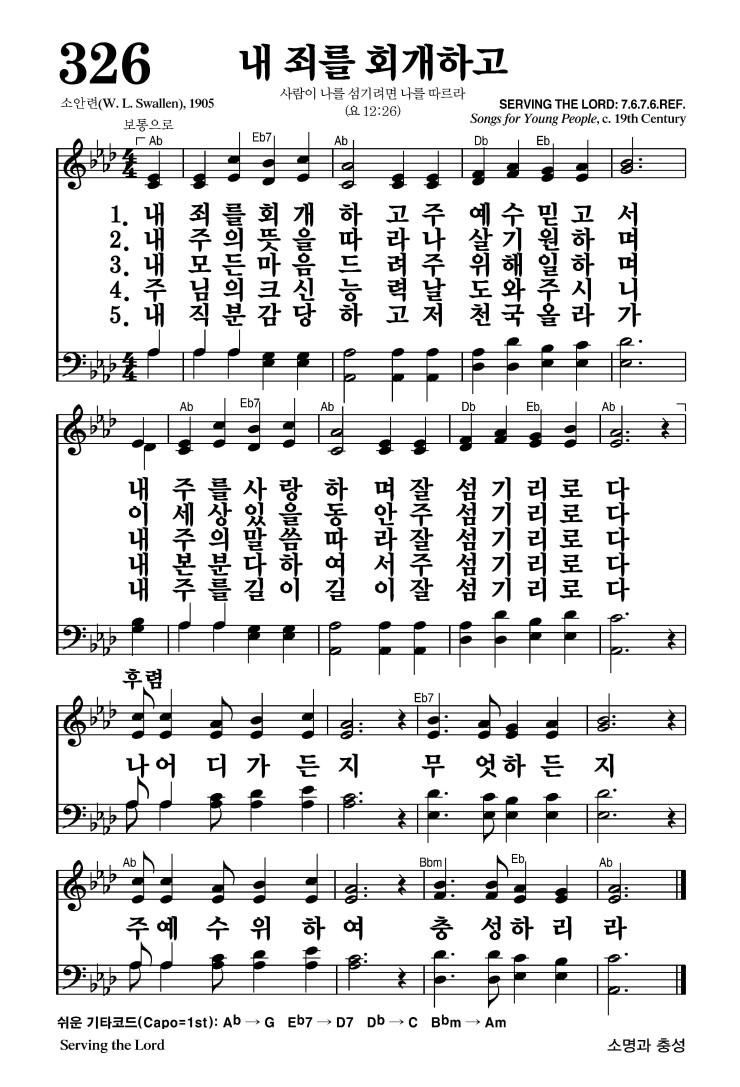 326 내 죄를 회개하고
사람이 나를 섬기려면 나를 따르라
(요 12:26)
소안련(W. L. Swallen), 1905
SERVING THE LORD: 7.6.7.6.REF.
Songs for Young People, c. 19th Century
보통으로
Ab Eb7 Ab Db Eb
1. 내 죄 를 회 개 하 고 주 예 수 믿 고 서
2. 내 주 의 뜻 을 따 라 나 살 기 원 하 며
3. 내 모 든 마 음 드 려 주 위 해 일 하 며
4. 주 님 의 크 신 능 력 날 도 와 주 시 니
5. 내 직 분 감 당 하 고 저 천 국 올 라 가
Ab Eb7 Ab Db Eb Ab
내 주 를 사 랑 하 며 잘 섬 기 리 로 다
이 세 상 있 을 동 안 주 섬 기 리 로 다
내 주 의 말 씀 따 라 잘 섬 기 리 로 다
내 본 분 다 하 여 서 주 섬 기 리 로 다
내 주 를 길 이 길 이 잘 섬 기 리 로 다
후렴
Eb7
나 어 디 가 든 지 무 엇 하 든 지
Ab Bbm Eb Ab
주 예 수 위 하 여 충 성 하 리 라
쉬운 기타코드(Capo=1st): Ab → G Eb7 → D7 Db → C Bbm → Am
Serving the Lord
소명과 충성